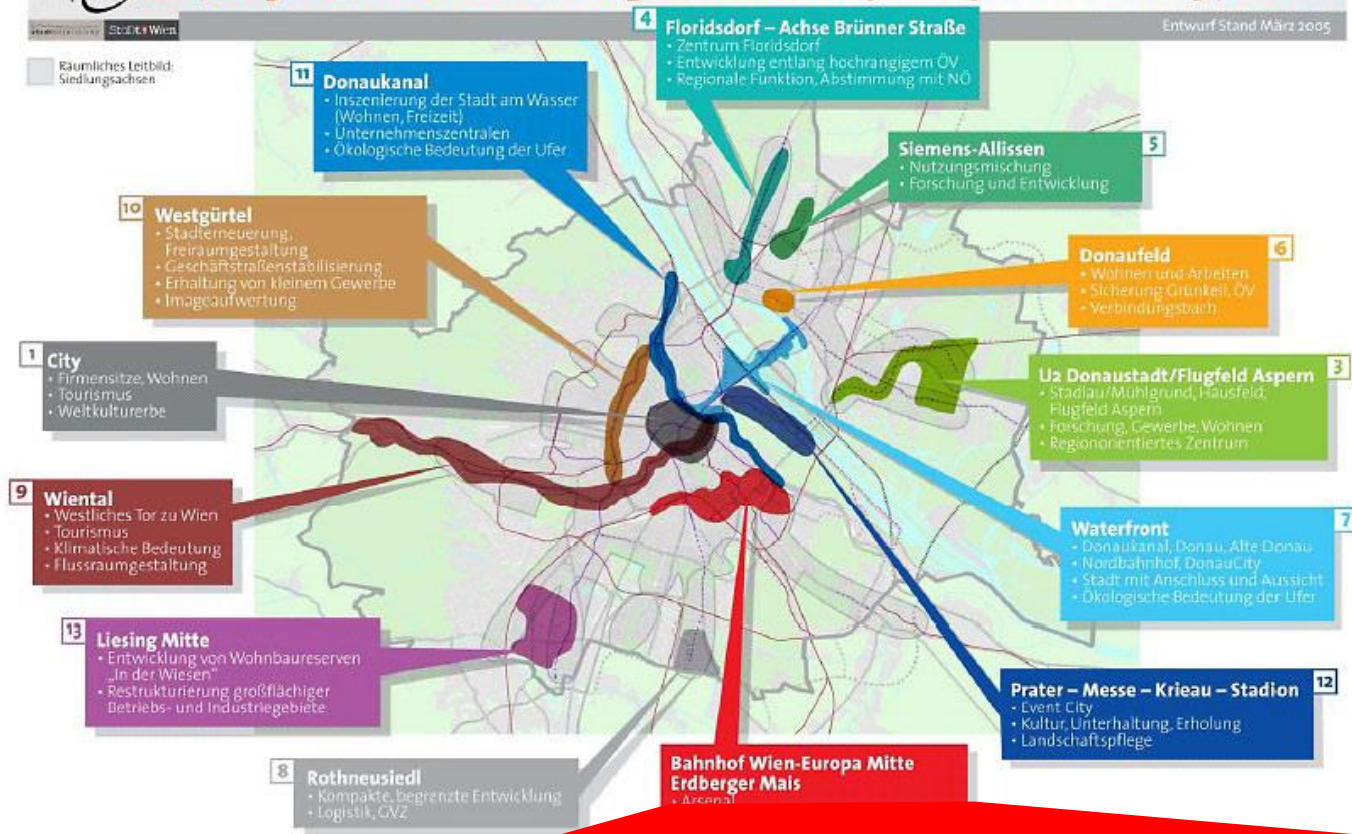 StaDt Wien
Entwurf Stand März 2005
Räumliches Leitbild:
Siedlungsachsen
4
Floridsdorf – Achse Brünner Straße
• Zentrum Floridsdorf
• Entwicklung entlang hochrangigem ÖV
• Regionale Funktion, Abstimmung mit NÖ
11
Donaukanal
• Inszenierung der Stadt am Wasser
(Wohnen, Freizeit)
• Unternehmenszentralen
• Ökologische Bedeutung der Ufer
5
Siemens-Allissen
• Nutzungsmischung
• Forschung und Entwicklung
10
Westgürtel
• Stadterneuerung,
Freiraumgestaltung
• Geschäftstraßenstabilisierung
• Erhaltung von kleinem Gewerbe
• Imageaufwertung
6
Donaufeld
• Wohnen und Arbeiten
• Sicherung Grünkeil, ÖV
• Verbindungsbach
1
City
• Firmensitze, Wohnen
• Tourismus
• Weltkulturerbe
3
U2 Donaustadt/Flugfeld Aspern
• Stadlau/Mühlgrund, Hausfeld,
Flugfeld Aspern
• Forschung, Gewerbe, Wohnen
• Regionorientiertes Zentrum
9
Wiental
• Westliches Tor zu Wien
• Tourismus
• Klimatische Bedeutung
• Flussraumgestaltung
7
Waterfront
• Donaukanal, Donau, Alte Donau
• Nordbahnhof, DonauCity
• Stadt mit Anschluss und Aussicht
• Ökologische Bedeutung der Ufer
13
Liesing Mitte
• Entwicklung von Wohnbaureserven
„In der Wiesen"
• Restrukturierung großflächiger
Betriebs- und Industriegebiete
12
Prater – Messe – Krieau – Stadion
• Event City
• Kultur, Unterhaltung, Erholung
• Landschaftspflege
8
Rothneusiedl
• Kompakte, begrenzte Entwicklung
• Logistik, GVZ
Bahnhof Wien-Europa Mitte
Erdberger Mais
• Arsenal